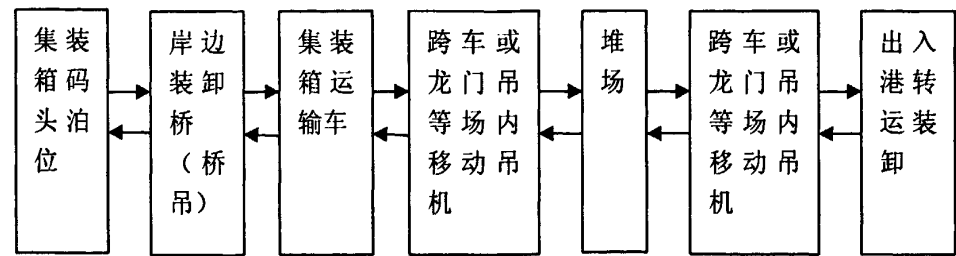 集装
箱码
头泊
位
岸边
装卸
桥
（桥
吊）
集装
箱运
输车
跨车或
龙门吊
等场内
移动吊
机
堆
场
跨车或
龙门吊
等场内
移动吊
机
出入
港转
运装
卸